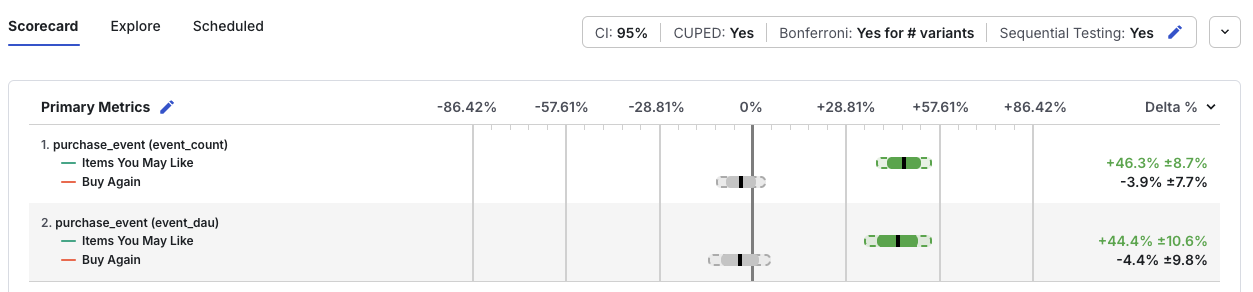 Scorecard Explore Scheduled CI: 95% CUPED: Yes Bonferroni: Yes for # variants Sequential Testing: Yes
Primary Metrics -86.42% -57.61% -28.81% 0% +28.81% +57.61% +86.42% Delta %
1. purchase_event (event_count)
Items You May Like +46.3% ±8.7%
Buy Again -3.9% ±7.7%
2. purchase_event (event_dau)
Items You May Like +44.4% ±10.6%
Buy Again -4.4% ±9.8%